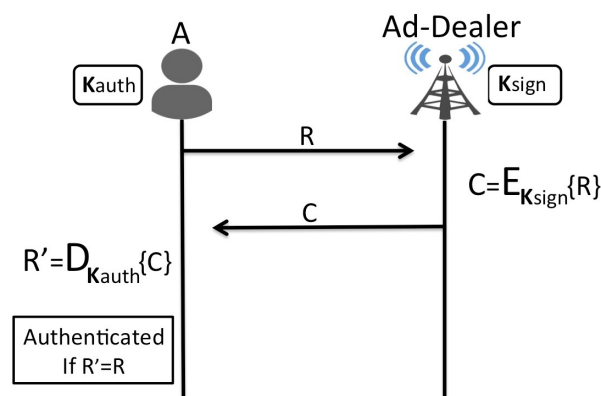 A
Ad-Dealer
Kauth
Ksign
R
C=EKsign{R}
C
R'=DKauth{C}
Authenticated
If R'=R